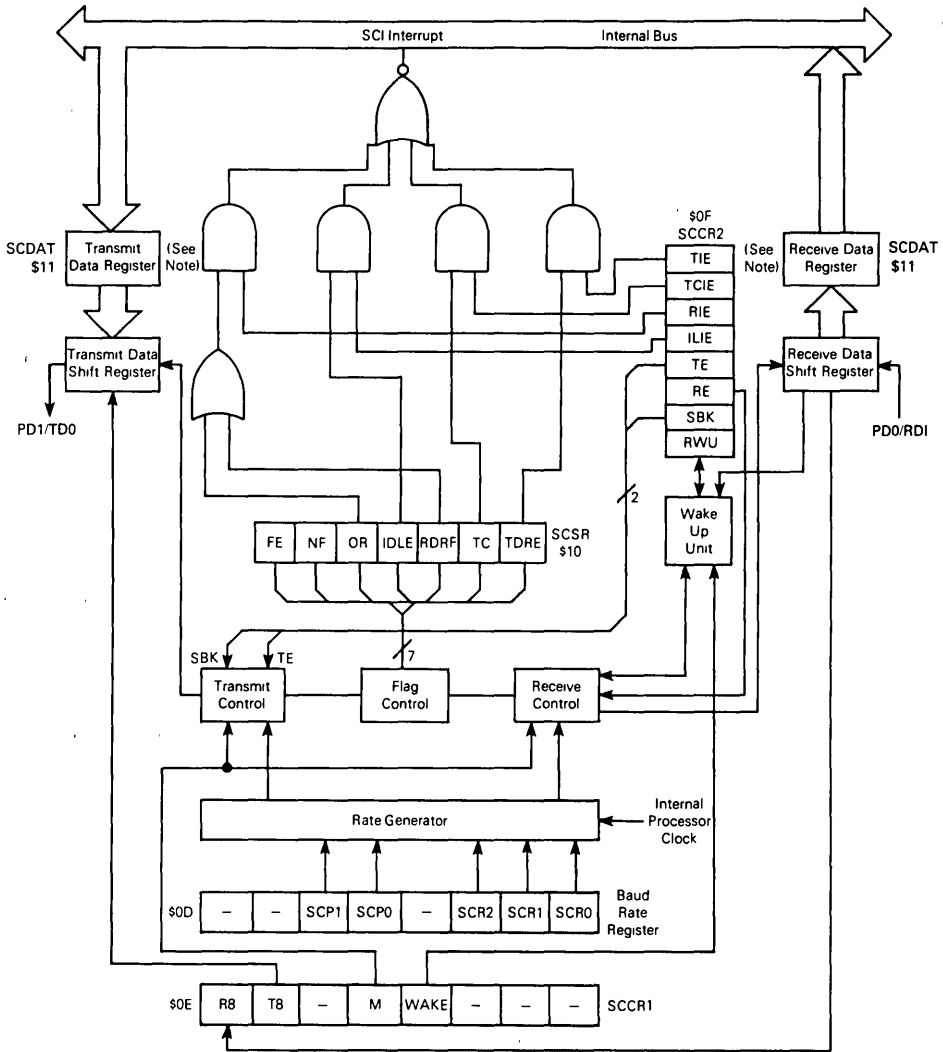 SCI Interrupt
Internal Bus
SCDAT
$11
Transmit
Data Register
(See
Note)
$0F
SCCR2
TIE
TCIE
RIE
ILIE
TE
RE
SBK
RWU
(See
Note)
Receive Data
Register
SCDAT
$11
Transmit Data
Shift Register
Receive Data
Shift Register
PD1/TD0
PD0/RDI
2
Wake
Up
Unit
FE
NF
OR
IDLE
RDRF
TC
TDRE
SCSR
$10
SBK
TE
7
Transmit
Control
Flag
Control
Receive
Control
Rate Generator
Internal
Processor
Clock
$0D
–
–
SCP1
SCP0
–
SCR2
SCR1
SCR0
Baud
Rate
Register
$0E
R8
T8
–
M
WAKE
–
–
–
SCCR1